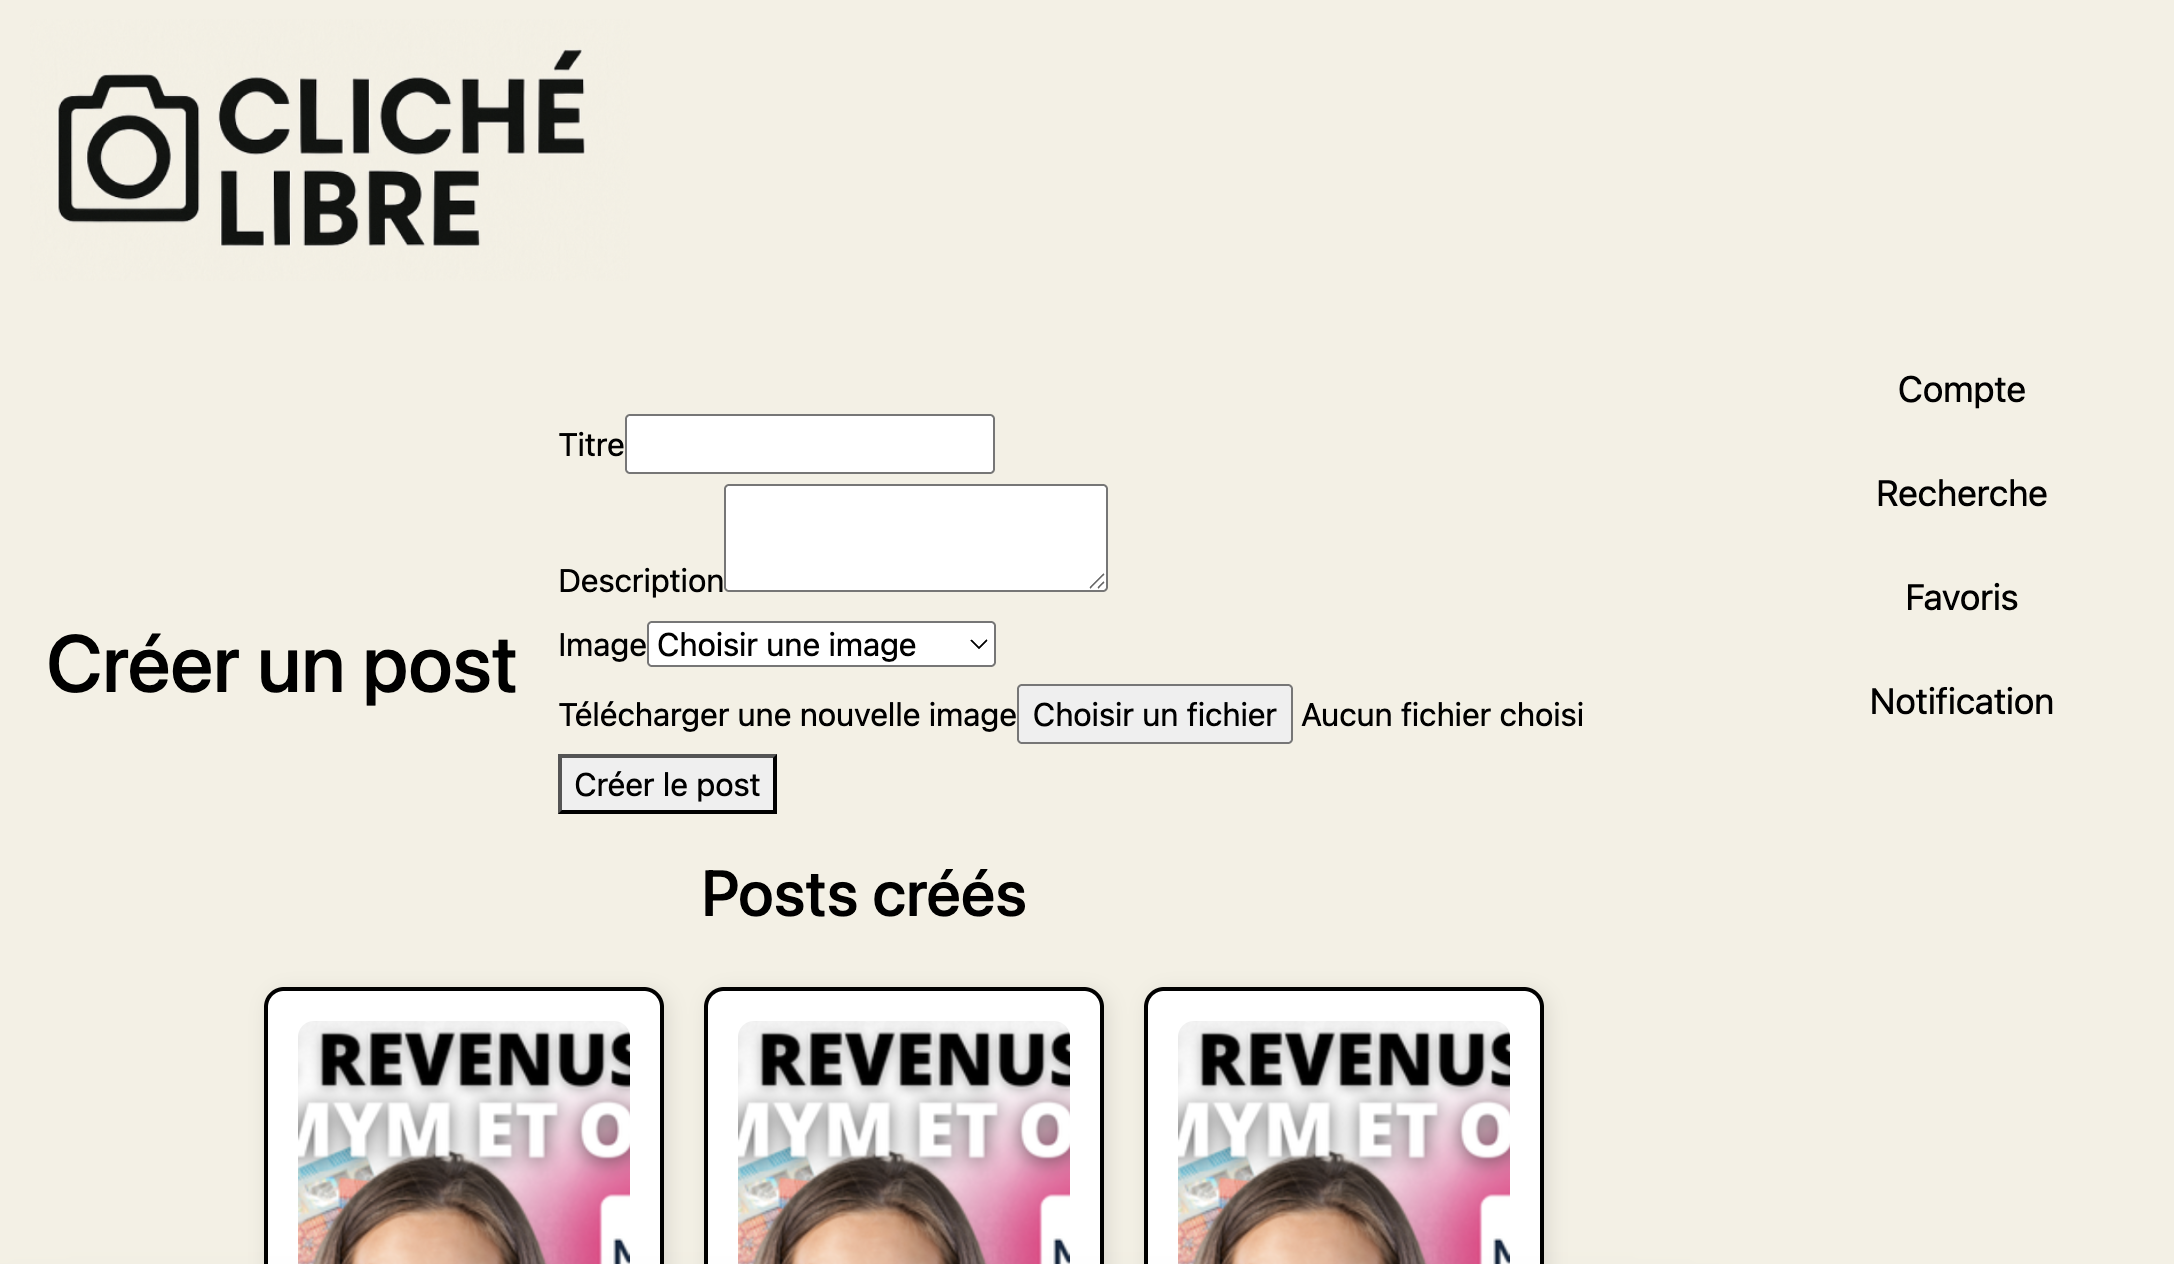 CLICHÉ
LIBRE
Compte
Recherche
Favoris
Notification
Créer un post
Titre
Description
Image Choisir une image
Télécharger une nouvelle image Choisir un fichier Aucun fichier choisi
Créer le post
Posts créés
REVENUS
MYM ET O
N
REVENUS
MYM ET O
N
REVENUS
MYM ET O
N